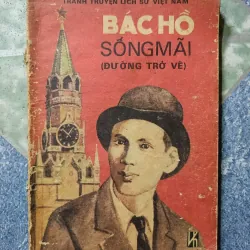 TRANH TRUYỆN LỊCH SỬ VIỆT NAM
BÁC HỒ
SỐNG MÃI
(ĐƯỜNG TRỞ VỀ)